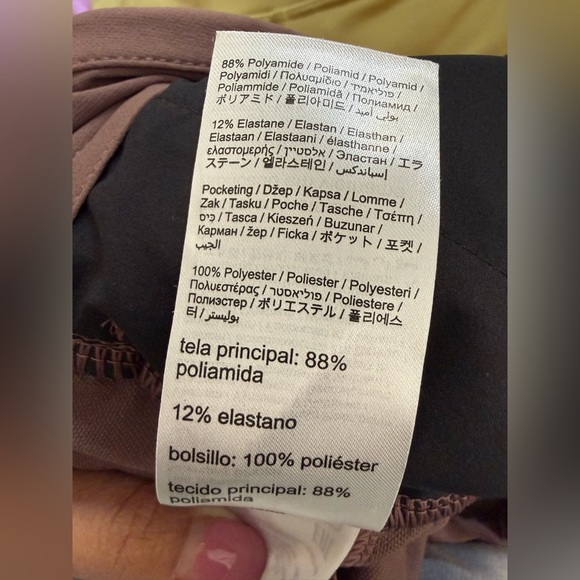 88% Polyamide / Poliamid / Polyamid /
Polyamidi / Πολυαμίδιο / פוליאמיד /
Poliammide / Poliamidă / Полиамид /
ポリアミド / 폴리아미드 / بولي أميد
12% Elastane / Elastan / Elasthan /
Elastaan / Elastaani / élasthanne /
ελαστομερής / אלסטיין / Эластан / エラ
ステーン / 엘라스테인 / إسباندكس
Pocketing / Džep / Kapsa / Lomme /
Zak / Tasku / Poche / Tasche / Τσέπη /
כיס / Tasca / Kieszeń / Buzunar /
Карман / žep / Ficka / ポケット / 포켓 /
الجيب
100% Polyester / Poliester / Polyesteri /
Πολυεστέρας / פוליאסטר / Poliestere /
Полиэстер / ポリエステル / 폴리에스
터 / بوليستر
tela principal: 88%
poliamida
12% elastano
bolsillo: 100% poliéster
tecido principal: 88%
poliamida